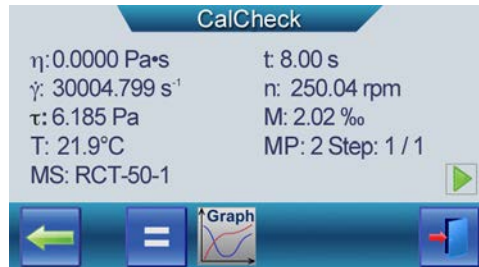 CalCheck
η: 0.0000 Pa•s
γ̇: 30004.799 s⁻¹
τ: 6.185 Pa
T: 21.9°C
MS: RCT-50-1
t: 8.00 s
n: 250.04 rpm
M: 2.02 ‰
MP: 2 Step: 1 / 1
Graph